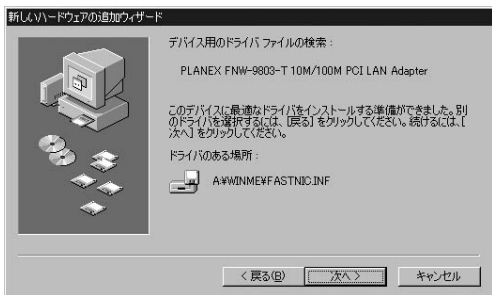 新しいハードウェアの追加ウィザード
デバイス用のドライバ ファイルの検索 :
PLANEX FNW-9803-T 10M/100M PCI LAN Adapter
このデバイスに最適なドライバをインストールする準備ができました。別
のドライバを選択するには、[戻る] をクリックしてください。続けるには、[
次へ] をクリックしてください。
ドライバのある場所 :
A:¥WINME¥FASTNIC.INF
< 戻る(B)
次へ >
キャンセル